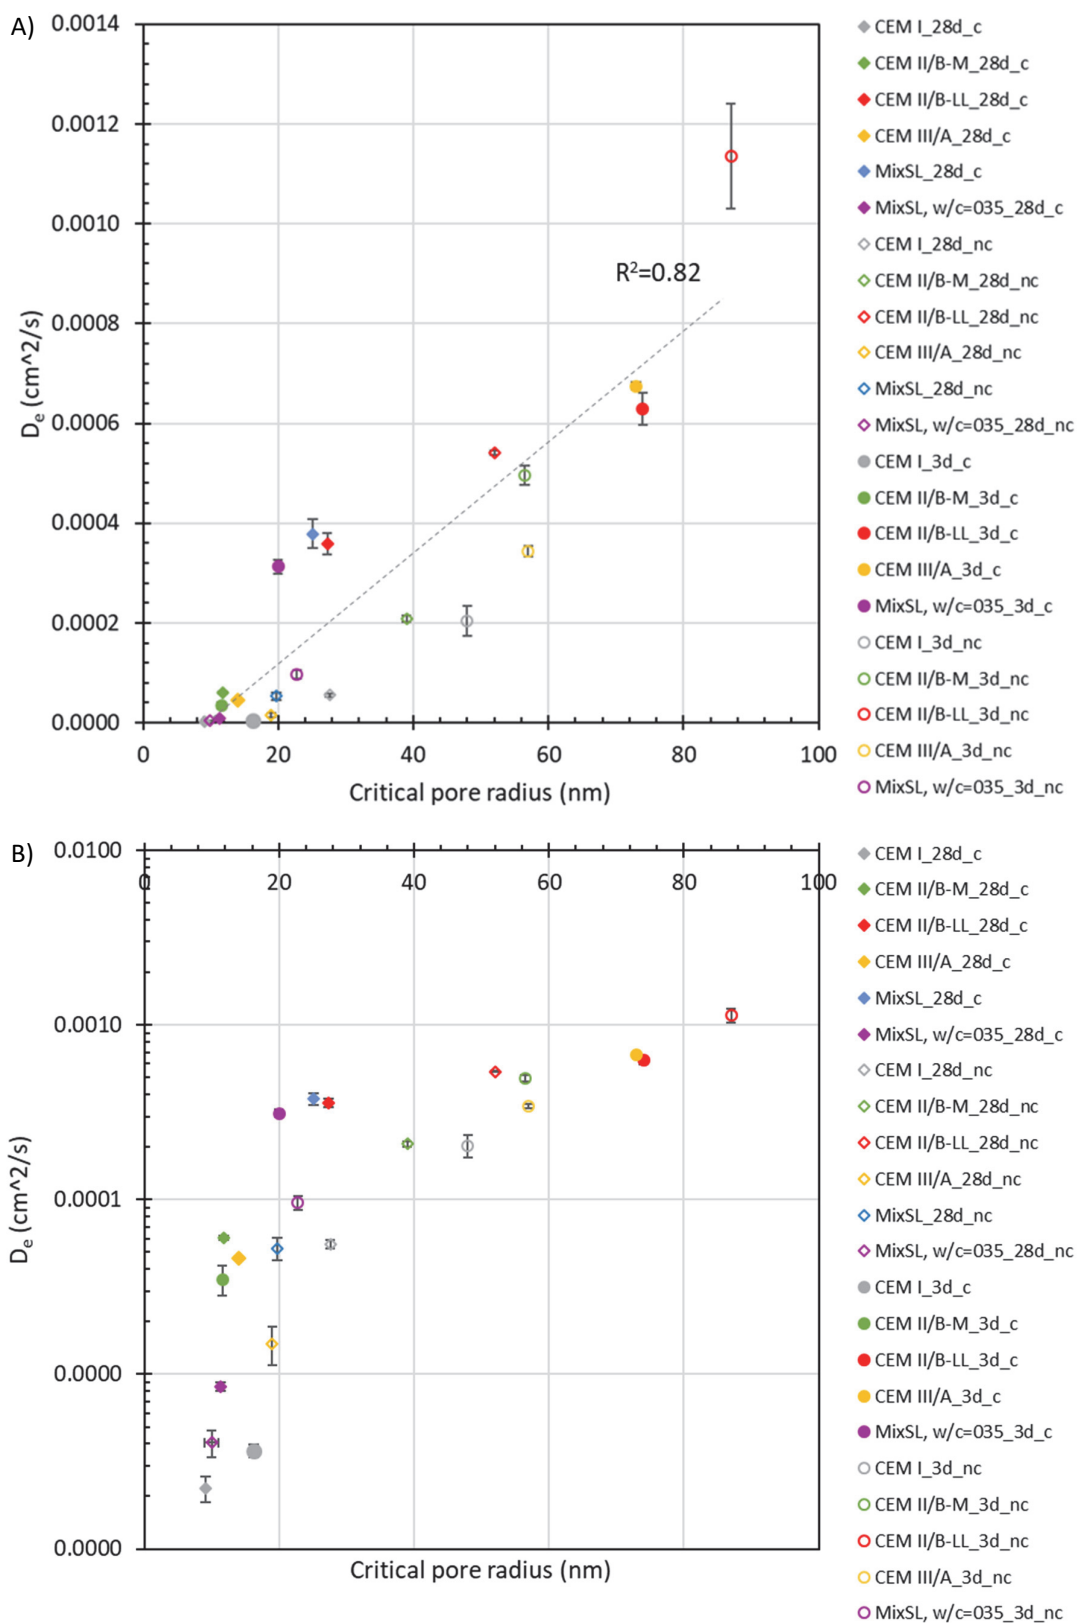 A)
0.0014
0.0012
0.0010
0.0008
0.0006
0.0004
0.0002
0.0000
D_e (cm^2/s)
R²=0.82
0 20 40 60 80 100
Critical pore radius (nm)
CEM I_28d_c
CEM II/B-M_28d_c
CEM II/B-LL_28d_c
CEM III/A_28d_c
MixSL_28d_c
MixSL, w/c=035_28d_c
CEM I_28d_nc
CEM II/B-M_28d_nc
CEM II/B-LL_28d_nc
CEM III/A_28d_nc
MixSL_28d_nc
MixSL, w/c=035_28d_nc
CEM I_3d_c
CEM II/B-M_3d_c
CEM II/B-LL_3d_c
CEM III/A_3d_c
MixSL, w/c=035_3d_c
CEM I_3d_nc
CEM II/B-M_3d_nc
CEM II/B-LL_3d_nc
CEM III/A_3d_nc
MixSL, w/c=035_3d_nc
B)
0.0100
0 20 40 60 80 100
0.0010
0.0001
0.0000
0.0000
D_e (cm^2/s)
Critical pore radius (nm)
CEM I_28d_c
CEM II/B-M_28d_c
CEM II/B-LL_28d_c
CEM III/A_28d_c
MixSL_28d_c
MixSL, w/c=035_28d_c
CEM I_28d_nc
CEM II/B-M_28d_nc
CEM II/B-LL_28d_nc
CEM III/A_28d_nc
MixSL_28d_nc
MixSL, w/c=035_28d_nc
CEM I_3d_c
CEM II/B-M_3d_c
CEM II/B-LL_3d_c
CEM III/A_3d_c
MixSL, w/c=035_3d_c
CEM I_3d_nc
CEM II/B-M_3d_nc
CEM II/B-LL_3d_nc
CEM III/A_3d_nc
MixSL, w/c=035_3d_nc